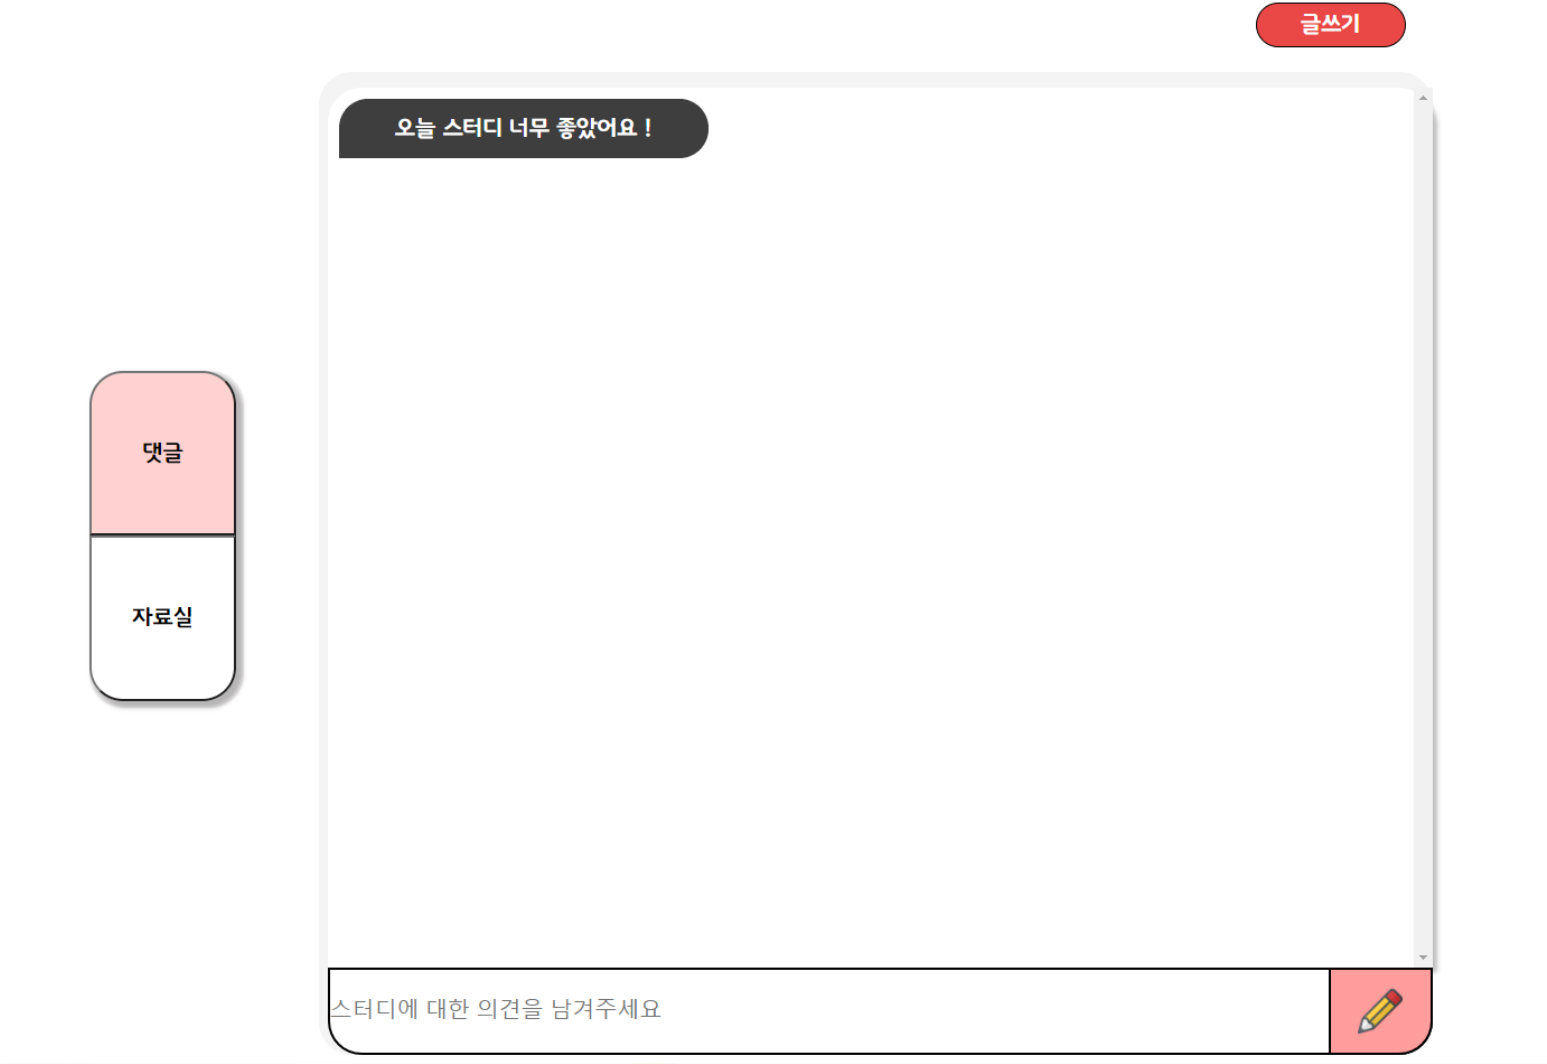 글쓰기
오늘 스터디 너무 좋았어요 !
댓글
자료실
스터디에 대한 의견을 남겨주세요